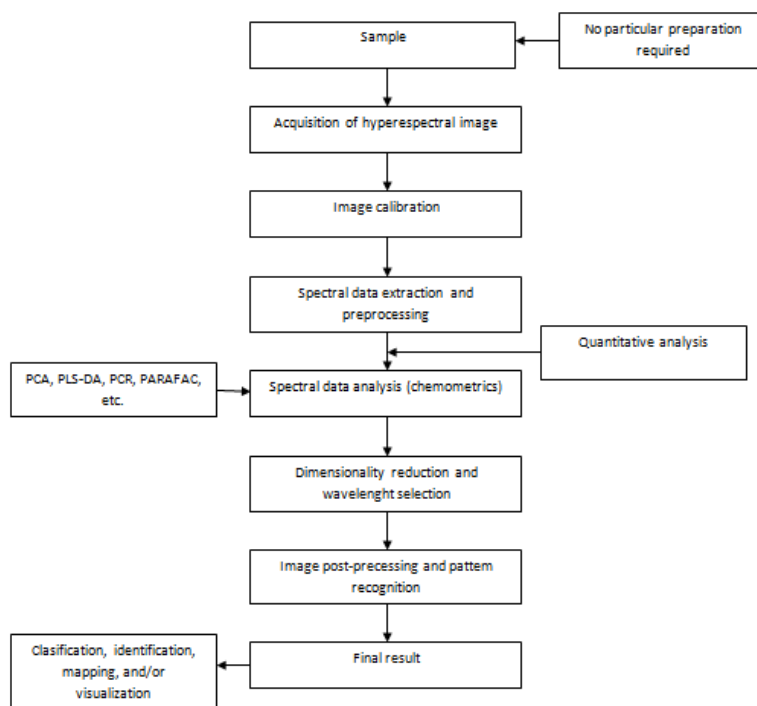 Sample
No particular preparation
required
Acquisition of hyperespectral image
Image calibration
Spectral data extraction and
preprocessing
Quantitative analysis
PCA, PLS-DA, PCR, PARAFAC,
etc.
Spectral data analysis (chemometrics)
Dimensionality reduction and
wavelenght selection
Image post-precessing and pattem
recognition
Final result
Clasification, identification,
mapping, and/or
visualization